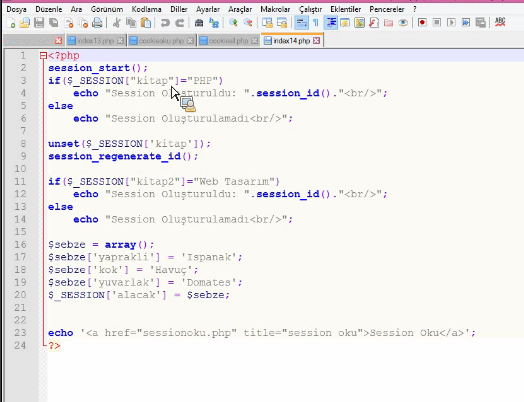 Dosya Düzenle Ara Görünüm Kodlama Diller Ayarlar Araçlar Makrolar Çalıştır Eklentiler Pencereler ?
index13.php cookieoku.php cookiesil.php index14.php
1 <?php
2 session_start();
3 if($_SESSION["kitap"]="PHP")
4 echo "Session Oluşturuldu: ".session_id()."<br/>";
5 else
6 echo "Session Oluşturulamadı<br/>";
7
8 unset($_SESSION['kitap']);
9 session_regenerate_id();
10
11 if($_SESSION["kitap2"]="Web Tasarım")
12 echo "Session Oluşturuldu: ".session_id()."<br/>";
13 else
14 echo "Session Oluşturulamadı<br/>";
15
16 $sebze = array();
17 $sebze['yaprakli'] = 'Ispanak';
18 $sebze['kok'] = 'Havuç';
19 $sebze['yuvarlak'] = 'Domates';
20 $_SESSION['alacak'] = $sebze;
21
22
23 echo '<a href="sessionoku.php" title="session oku">Session Oku</a>';
24 ?>